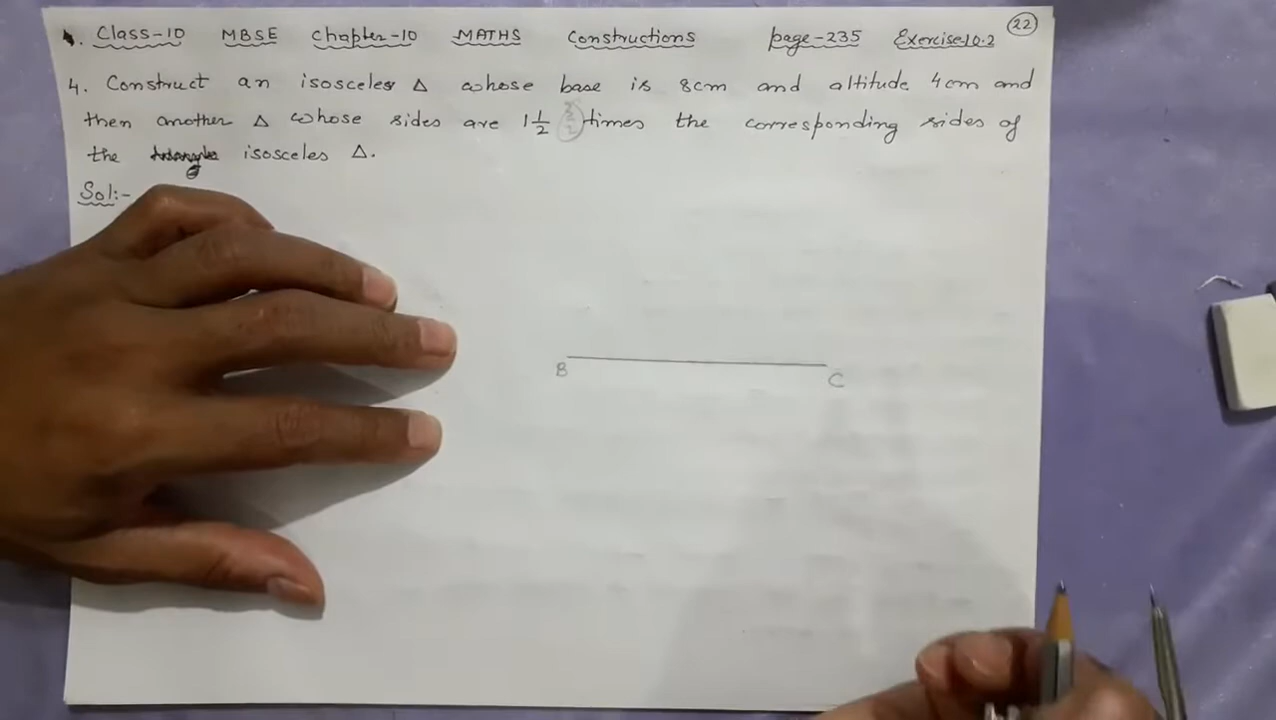 Class-10 MBSE Chapter-10 MATHS Constructions page-235 Exercise-10.2 22
4. Construct an isosceles △ whose base is 8cm and altitude 4cm and
then another △ whose sides are 1 1/2 times the corresponding sides of
the isosceles △.
Sol:-
B C